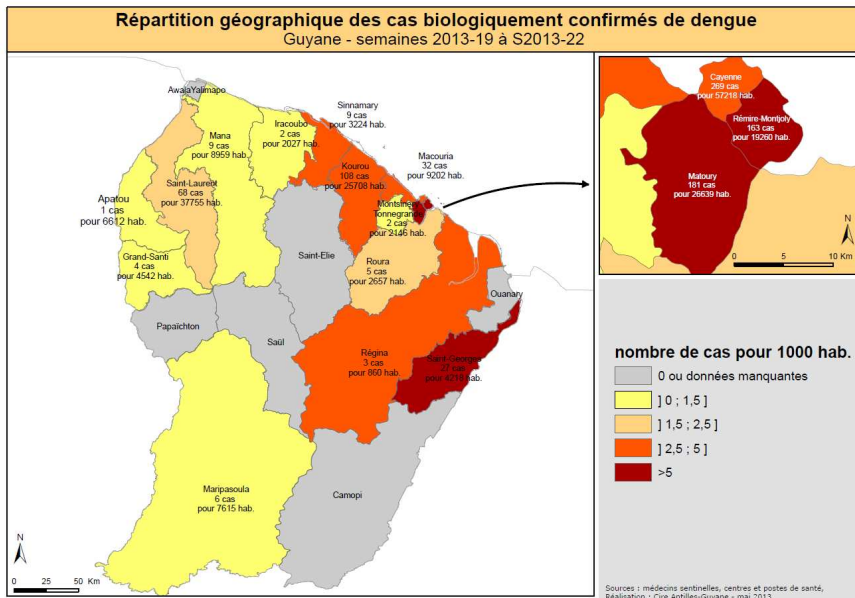 Répartition géographique des cas biologiquement confirmés de dengue
Guyane - semaines 2013-19 à S2013-22
AwalaYalimapo
Mana
9 cas
pour 8959 hab.
Iracoubo
2 cas
pour 2027 hab.
Sinnamary
9 cas
pour 3224 hab.
Kourou
108 cas
pour 25708 hab.
Macouria
32 cas
pour 9202 hab.
Saint-Laurent
68 cas
pour 37755 hab.
Apatou
1 cas
pour 6612 hab.
Montsinery
Tonnegrande
2 cas
pour 2146 hab.
Grand-Santi
4 cas
pour 4542 hab.
Saint-Elie
Roura
5 cas
pour 2657 hab.
Ouanary
Papaïchton
Saül
Régina
3 cas
pour 860 hab.
Saint-Georges
27 cas
pour 4218 hab.
Maripasoula
6 cas
pour 7615 hab.
Camopi
N
0 25 50 Km
Cayenne
269 cas
pour 57218 hab.
Rémire-Montjoly
163 cas
pour 19260 hab.
Matoury
181 cas
pour 26639 hab.
N
0 5 10 Km
nombre de cas pour 1000 hab.
0 ou données manquantes
] 0 ; 1,5 ]
] 1,5 ; 2,5 ]
] 2,5 ; 5 ]
>5
Sources : médecins sentinelles, centres et postes de santé,
Réalisation : Cire Antilles-Guyane - mai 2013